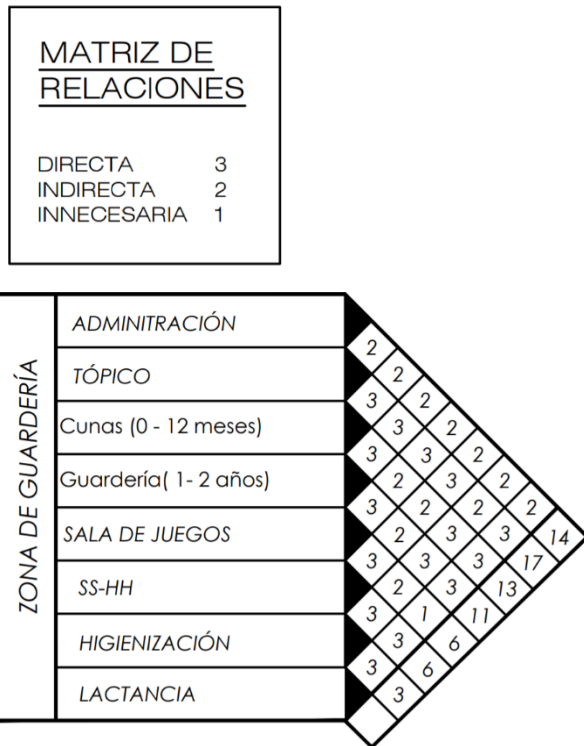 MATRIZ DE
RELACIONES
DIRECTA 3
INDIRECTA 2
INNECESARIA 1
ZONA DE GUARDERÍA
ADMINITRACIÓN
2
TÓPICO 2
3 2
Cunas (0 - 12 meses) 3 2
3 3 2
Guardería( 1- 2 años) 2 3 2
3 2 2 2
SALA DE JUEGOS 2 3 3 14
3 3 3 17
SS-HH 2 3 13
3 1 11
HIGIENIZACIÓN 3 6
3 6
LACTANCIA 3